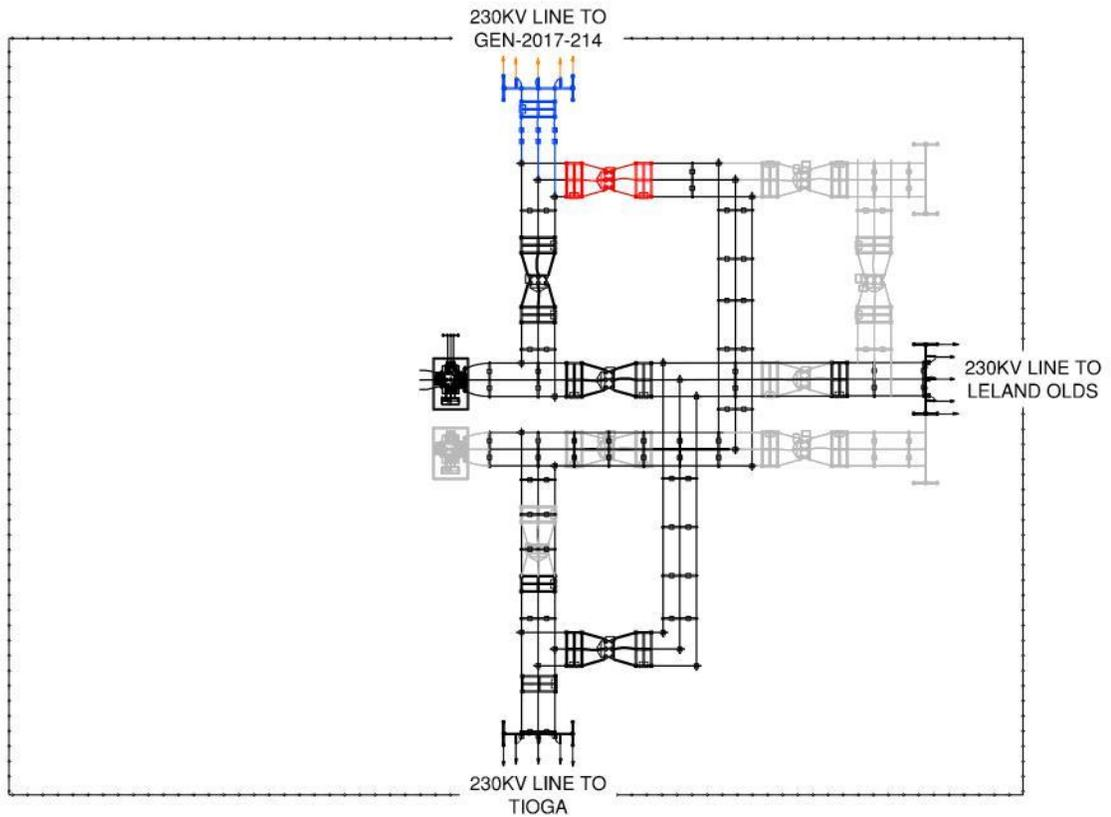 230KV LINE TO
GEN-2017-214
230KV LINE TO
LELAND OLDS
230KV LINE TO
TIOGA